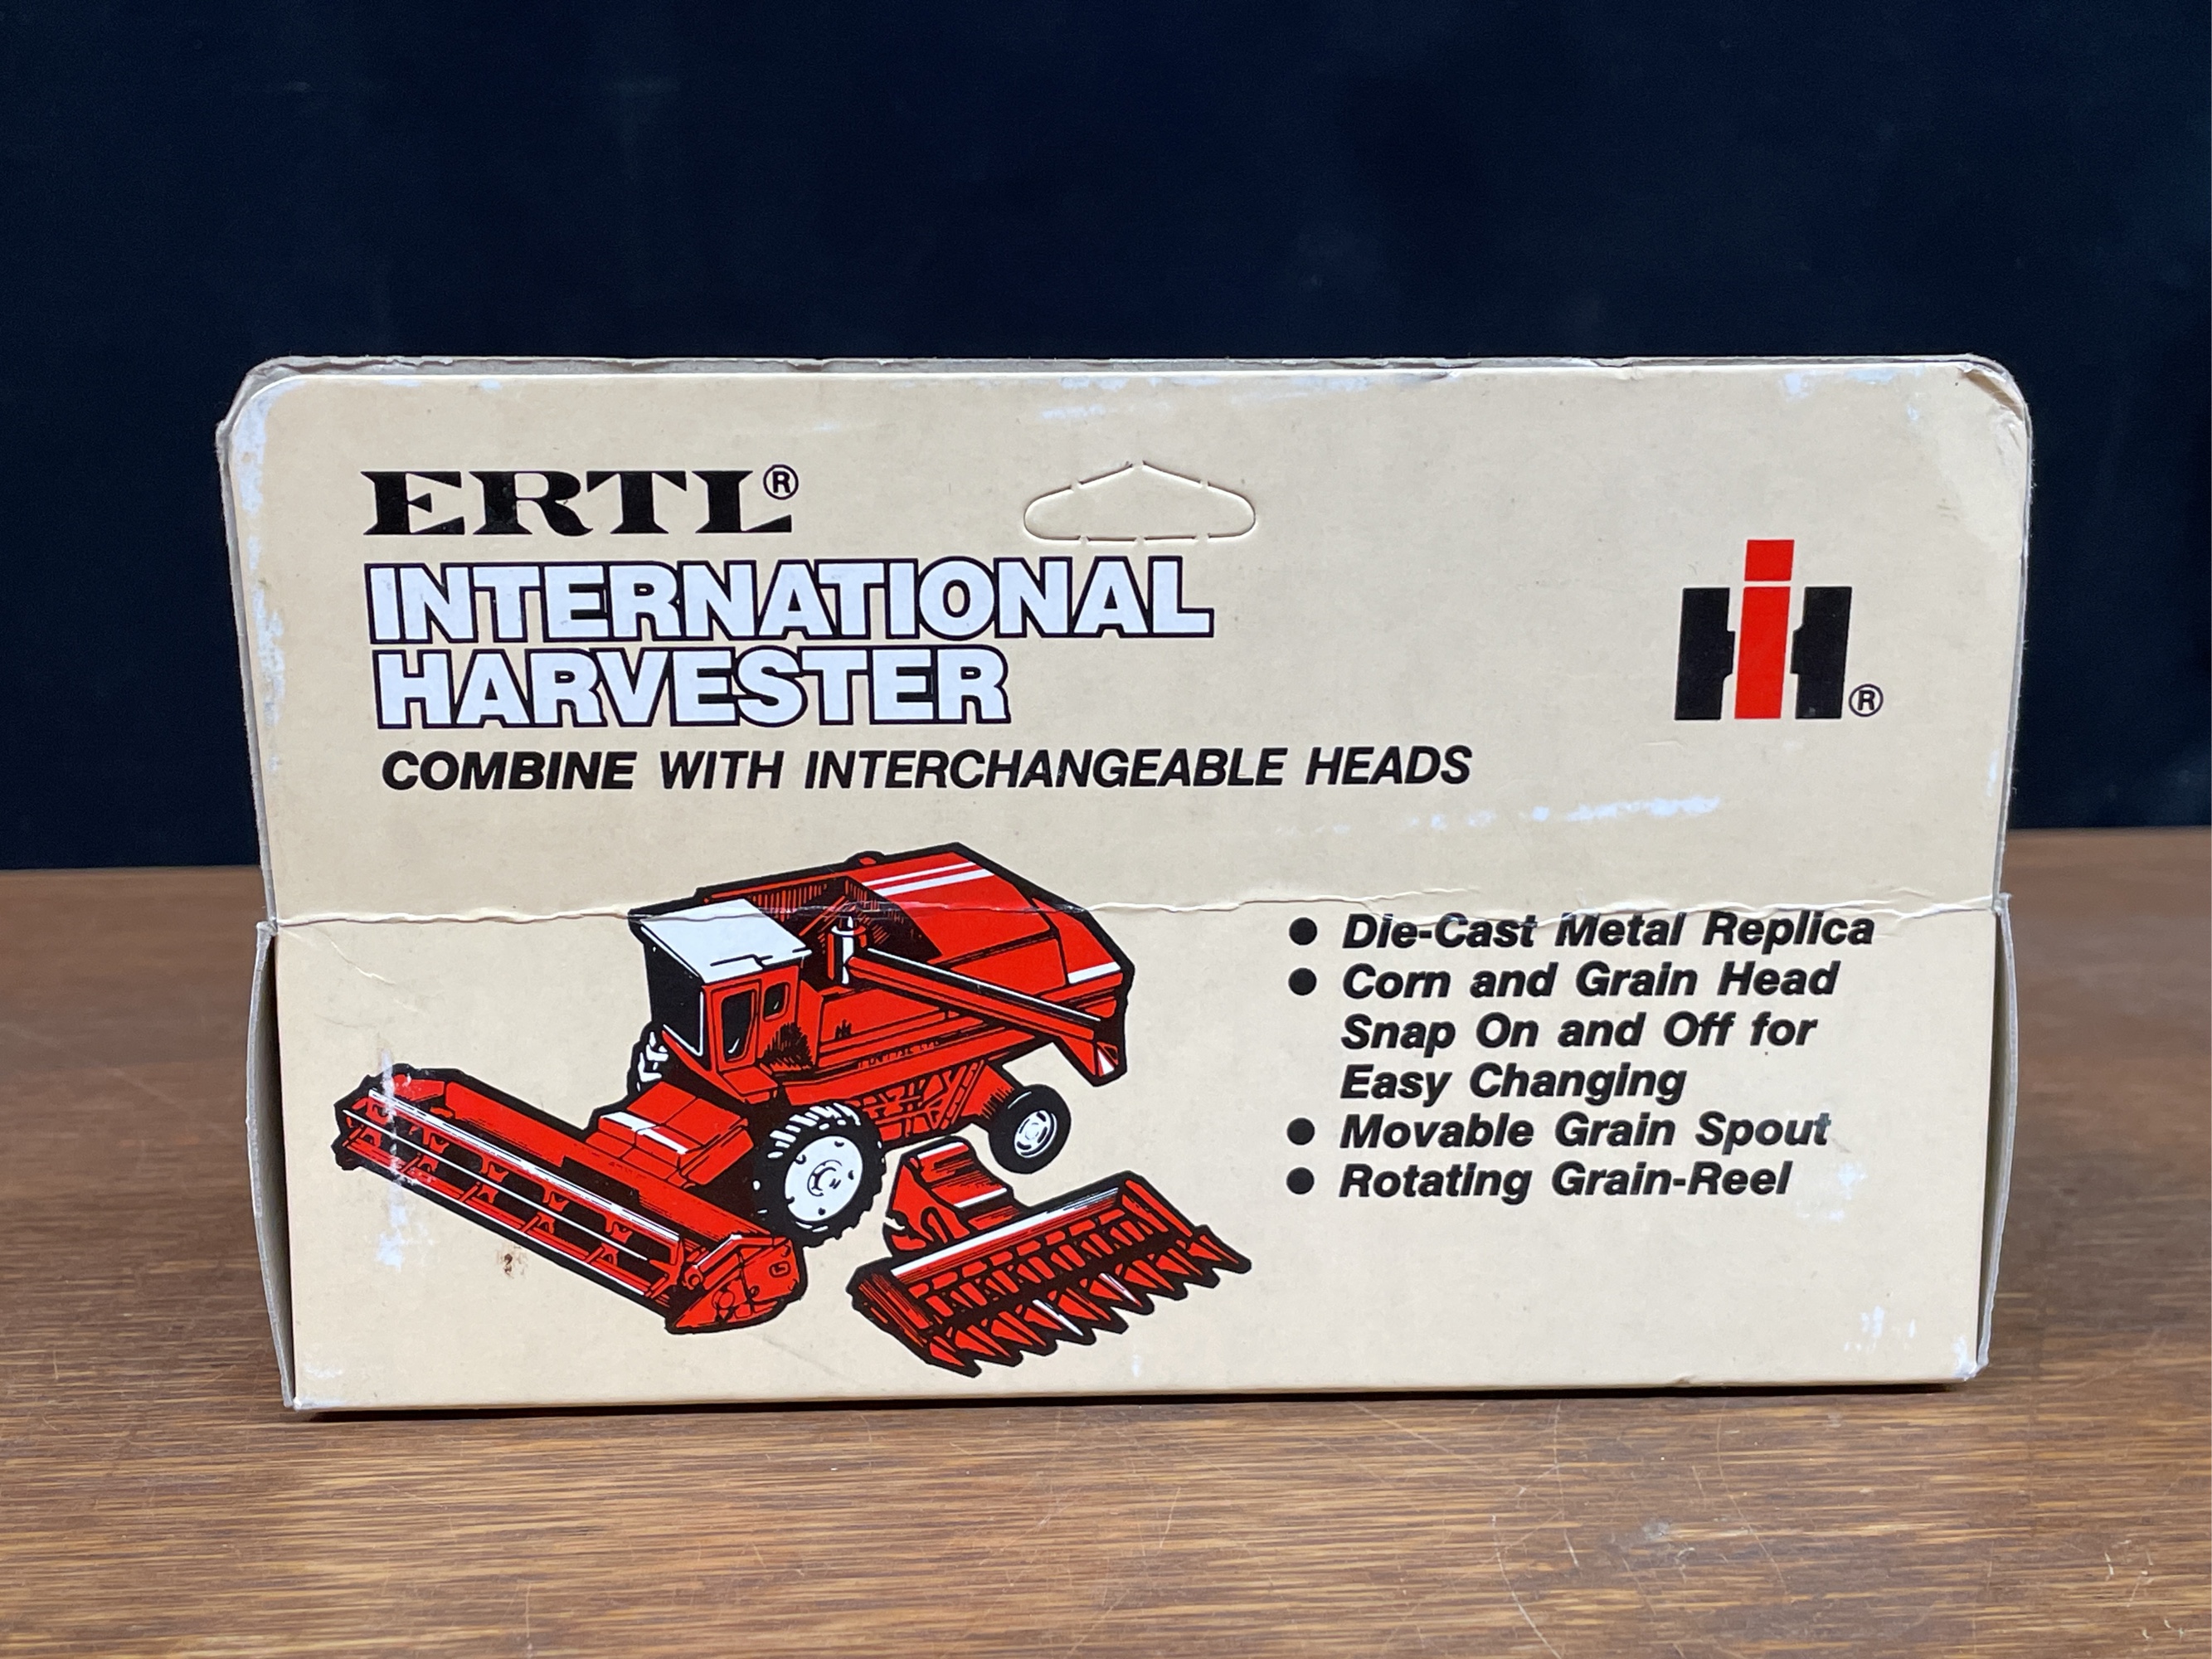 ERTL®
INTERNATIONAL
HARVESTER
COMBINE WITH INTERCHANGEABLE HEADS
IH®
● Die-Cast Metal Replica
● Corn and Grain Head
Snap On and Off for
Easy Changing
● Movable Grain Spout
● Rotating Grain-Reel